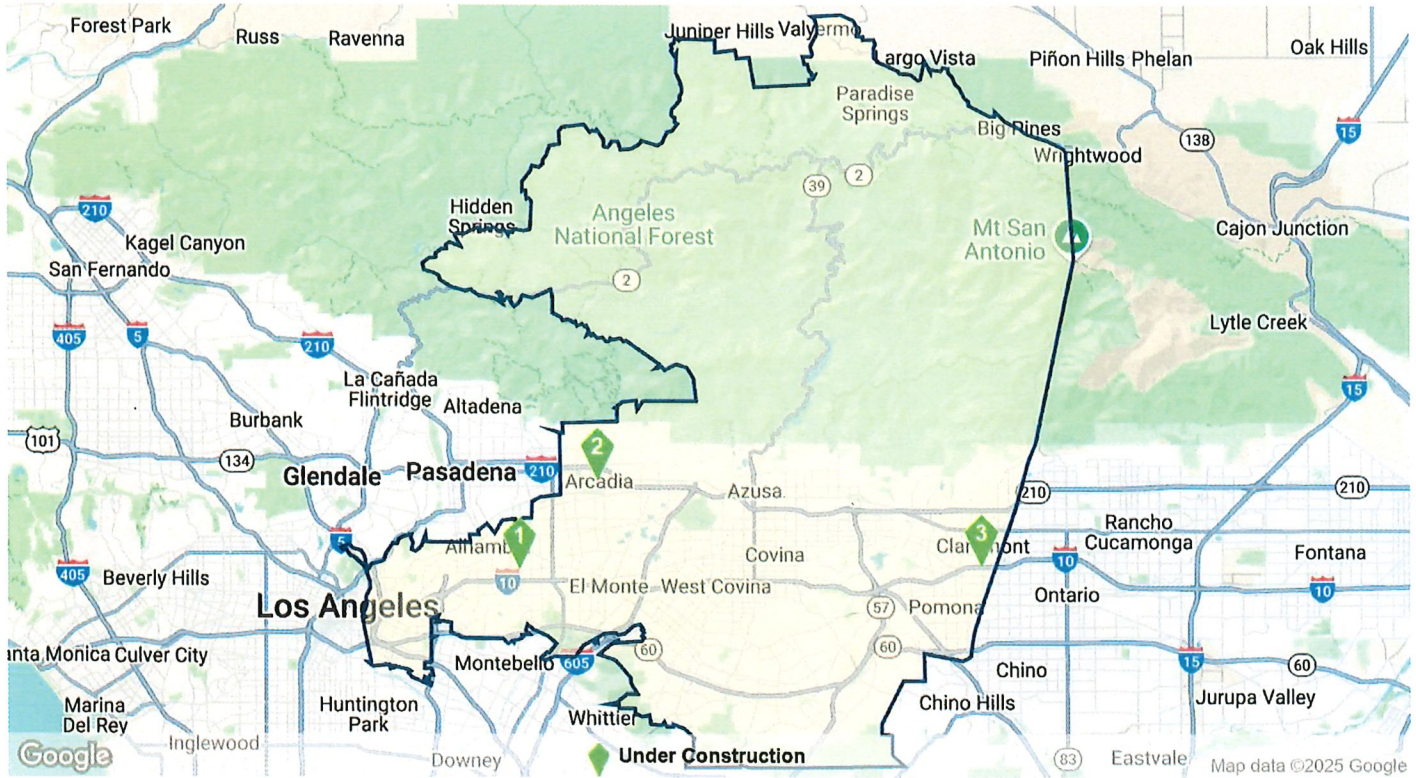 Forest Park
Russ
Ravenna
Juniper Hills
Valyermo
Largo Vista
Piñon Hills
Phelan
Oak Hills
15
Paradise
Springs
Big Pines
Wrightwood
138
2
39
210
Hidden
Springs
Angeles
National Forest
Mt San
Antonio
Kagel Canyon
San Fernando
Cajon Junction
2
405
5
210
Lytle Creek
La Cañada
Flintridge
Altadena
15
Burbank
101
134
Glendale
Pasadena
210
2
Arcadia
Azusa
210
210
5
1
Alhamb
3
Claremont
Rancho
Cucamonga
405
Beverly Hills
10
Covina
10
Fontana
El Monte
West Covina
10
Los Angeles
57
Pomona
Ontario
anta Monica
Culver City
Montebello
605
60
60
Chino
15
60
Marina
Del Rey
Huntington
Park
Whittier
Chino Hills
Jurupa Valley
Google
Inglewood
Downey
Under Construction
83
Eastvale
Map data ©2025 Google